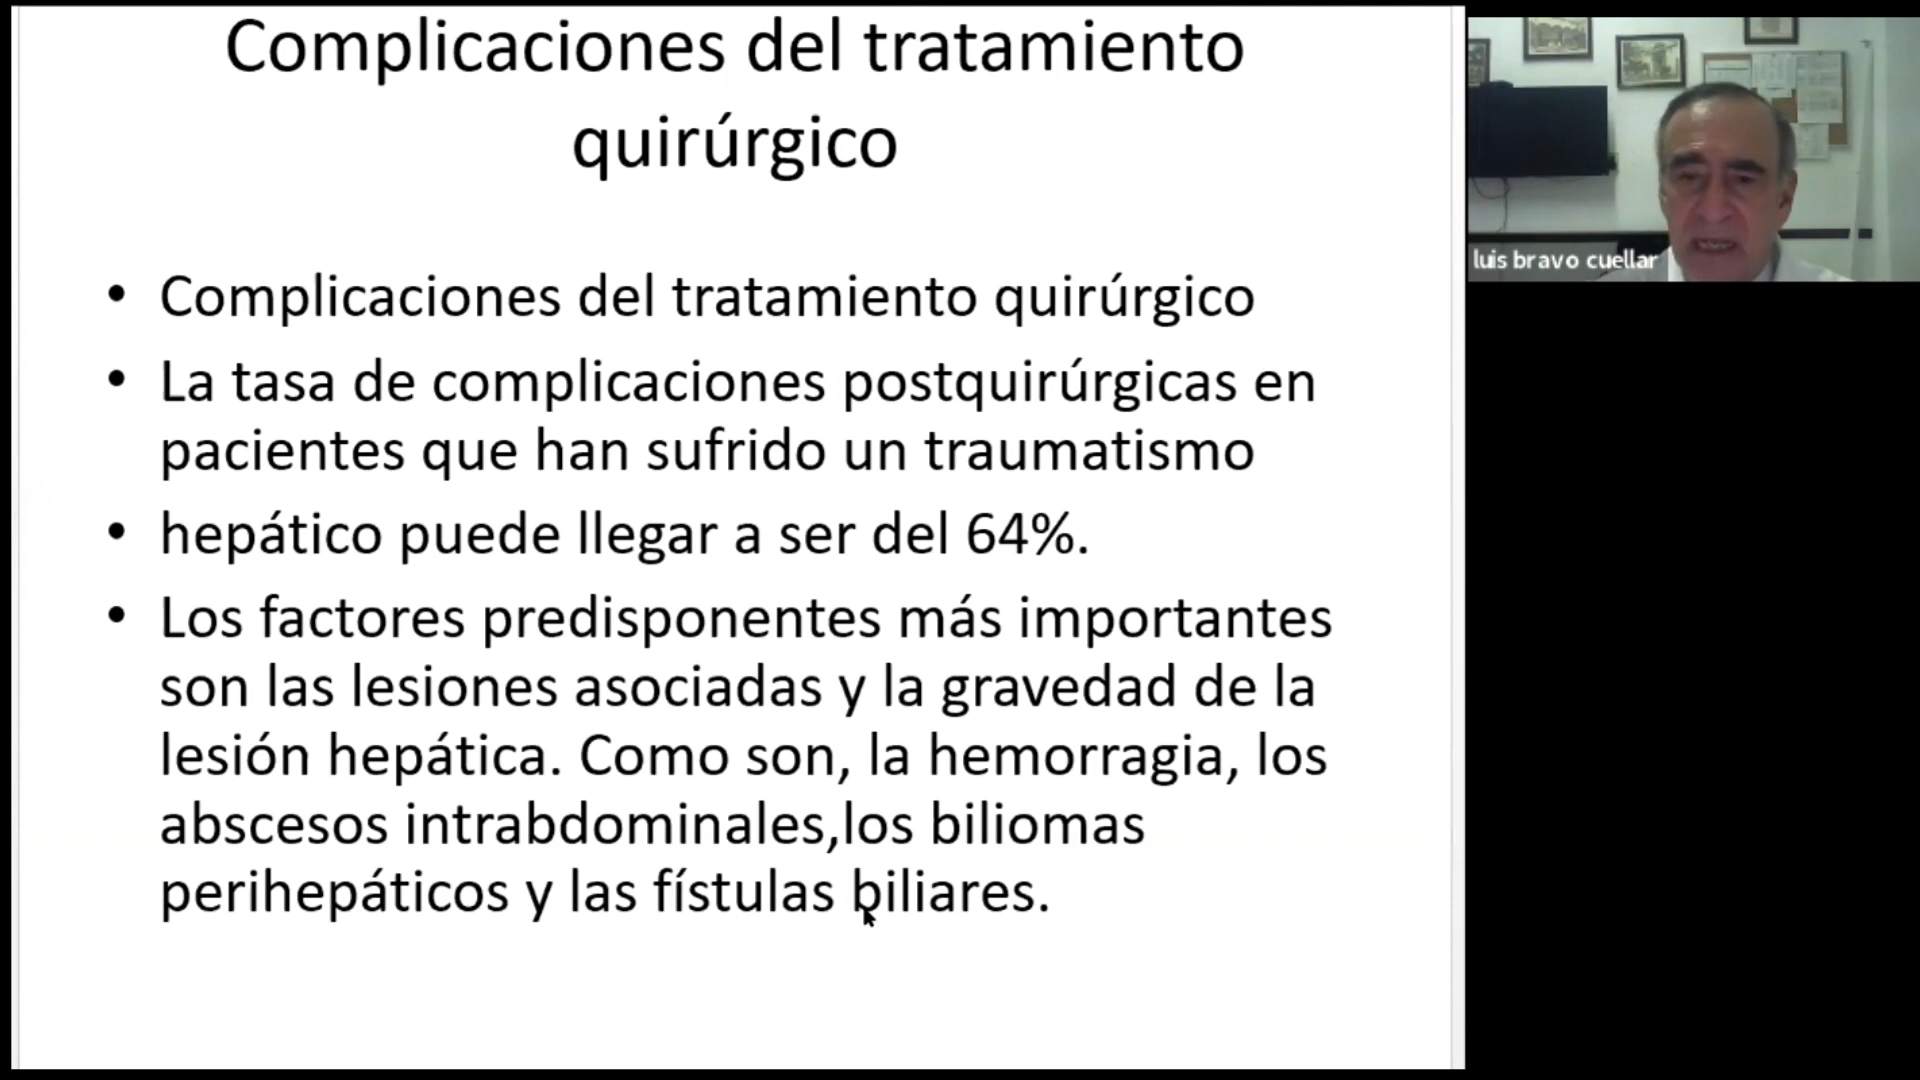 Complicaciones del tratamiento
quirúrgico
• Complicaciones del tratamiento quirúrgico
• La tasa de complicaciones postquirúrgicas en
pacientes que han sufrido un traumatismo
• hepático puede llegar a ser del 64%.
• Los factores predisponentes más importantes
son las lesiones asociadas y la gravedad de la
lesión hepática. Como son, la hemorragia, los
abscesos intrabdominales,los biliomas
perihepáticos y las fístulas biliares.
luis bravo cuellar